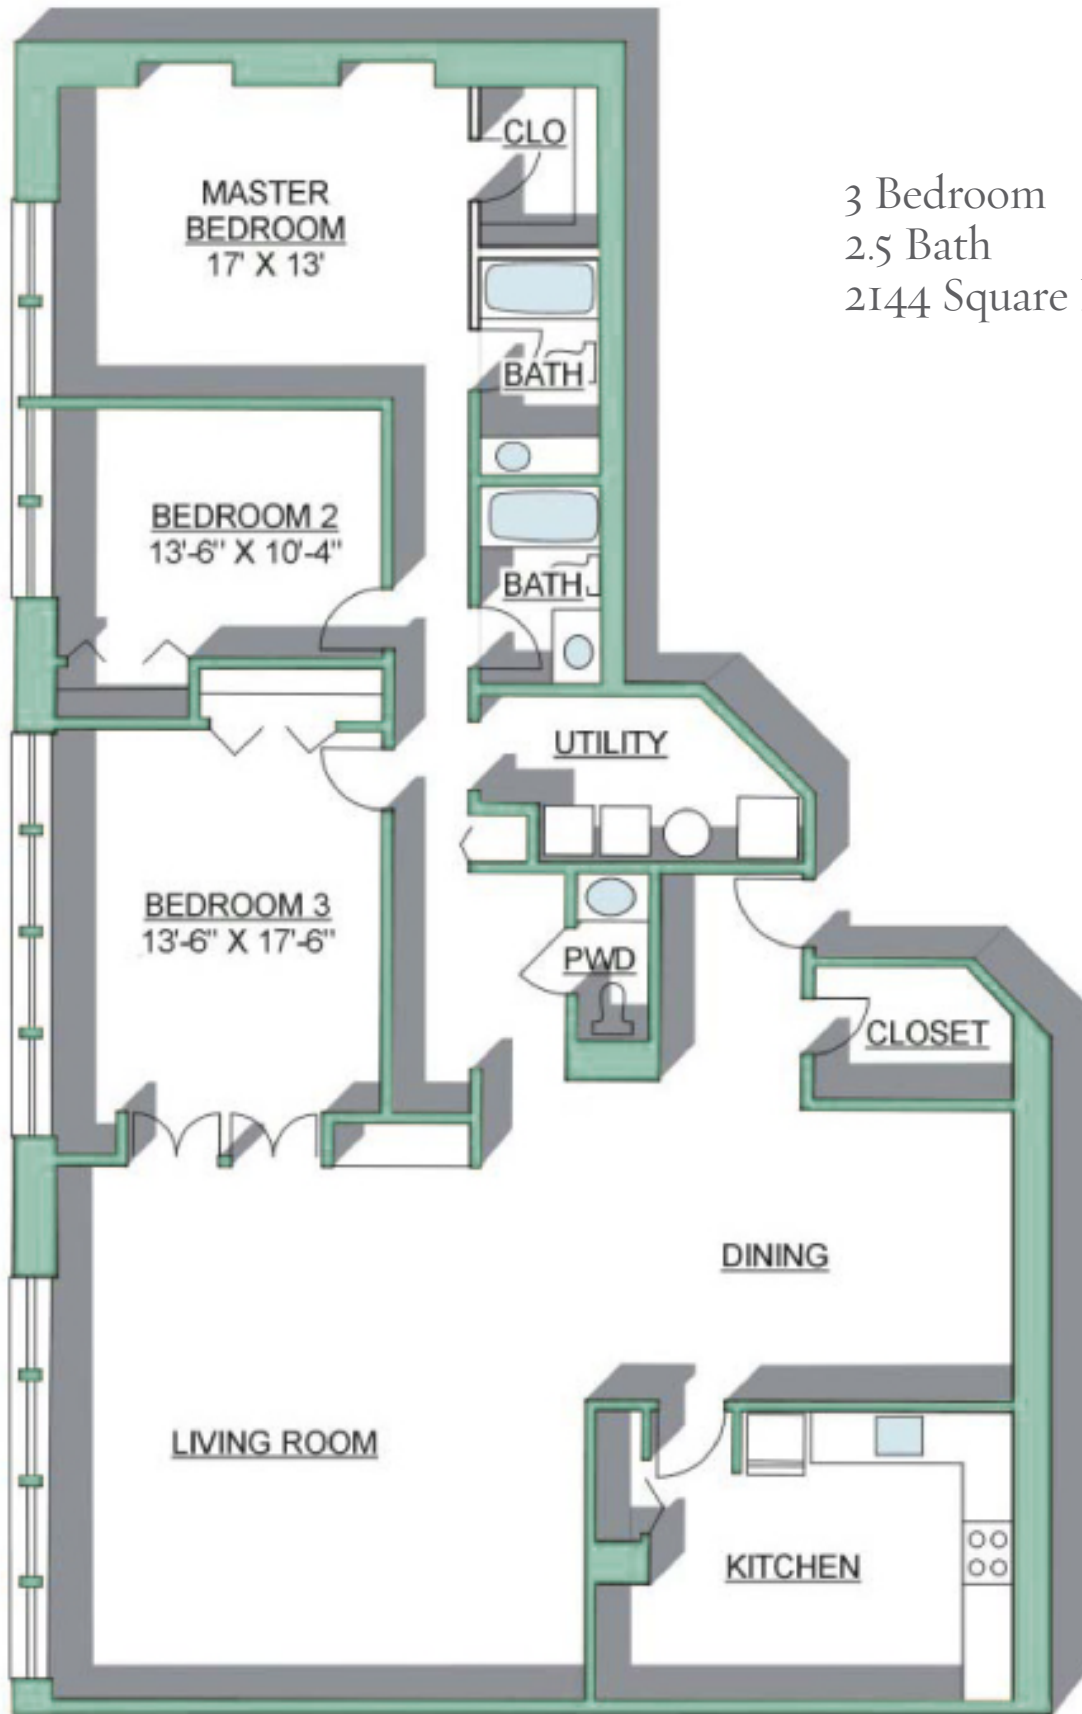 CLO
MASTER
BEDROOM
17' X 13'
3 Bedroom
2.5 Bath
2144 Square
BATH
BEDROOM 2
13'-6" X 10'-4"
BATH
UTILITY
BEDROOM 3
13'-6" X 17'-6"
PWD
CLOSET
DINING
LIVING ROOM
KITCHEN